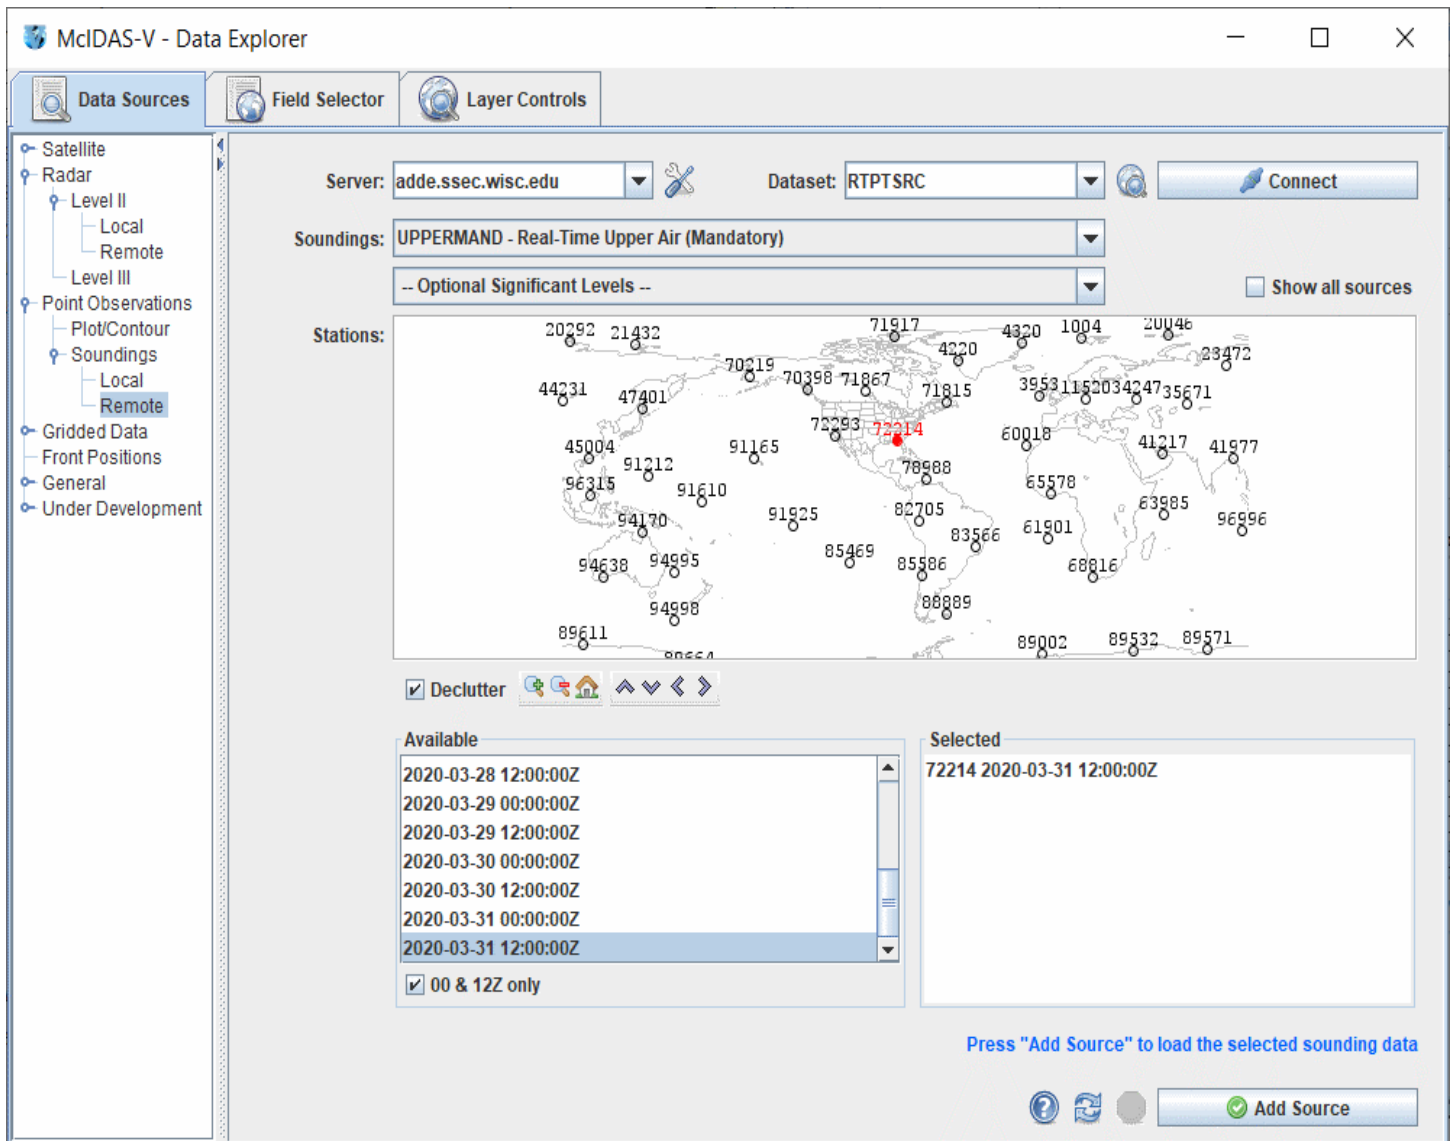 McIDAS-V - Data Explorer
Data Sources
Field Selector
Layer Controls
Satellite
Radar
Level II
Local
Remote
Level III
Point Observations
Plot/Contour
Soundings
Local
Remote
Gridded Data
Front Positions
General
Under Development
Server: adde.ssec.wisc.edu
Dataset: RTPTSRC
Connect
Soundings: UPPERMAND - Real-Time Upper Air (Mandatory)
-- Optional Significant Levels --
Show all sources
Stations:
20292 21432 71917 4320 1004 20046
4220 23472
70219 70398 71867 71815 3953 11520 34247 35671
44231 47401
72293 72214 60018 41217 41977
45004 91212 91165 78988
96315 91610 65578
94170 91925 82705 83566 61901 63985 96996
94638 94995 85469 85586 68816
94998 88889
89611 89002 89532 89571
89664
Declutter
Available
2020-03-28 12:00:00Z
2020-03-29 00:00:00Z
2020-03-29 12:00:00Z
2020-03-30 00:00:00Z
2020-03-30 12:00:00Z
2020-03-31 00:00:00Z
2020-03-31 12:00:00Z
00 & 12Z only
Selected
72214 2020-03-31 12:00:00Z
Press "Add Source" to load the selected sounding data
Add Source